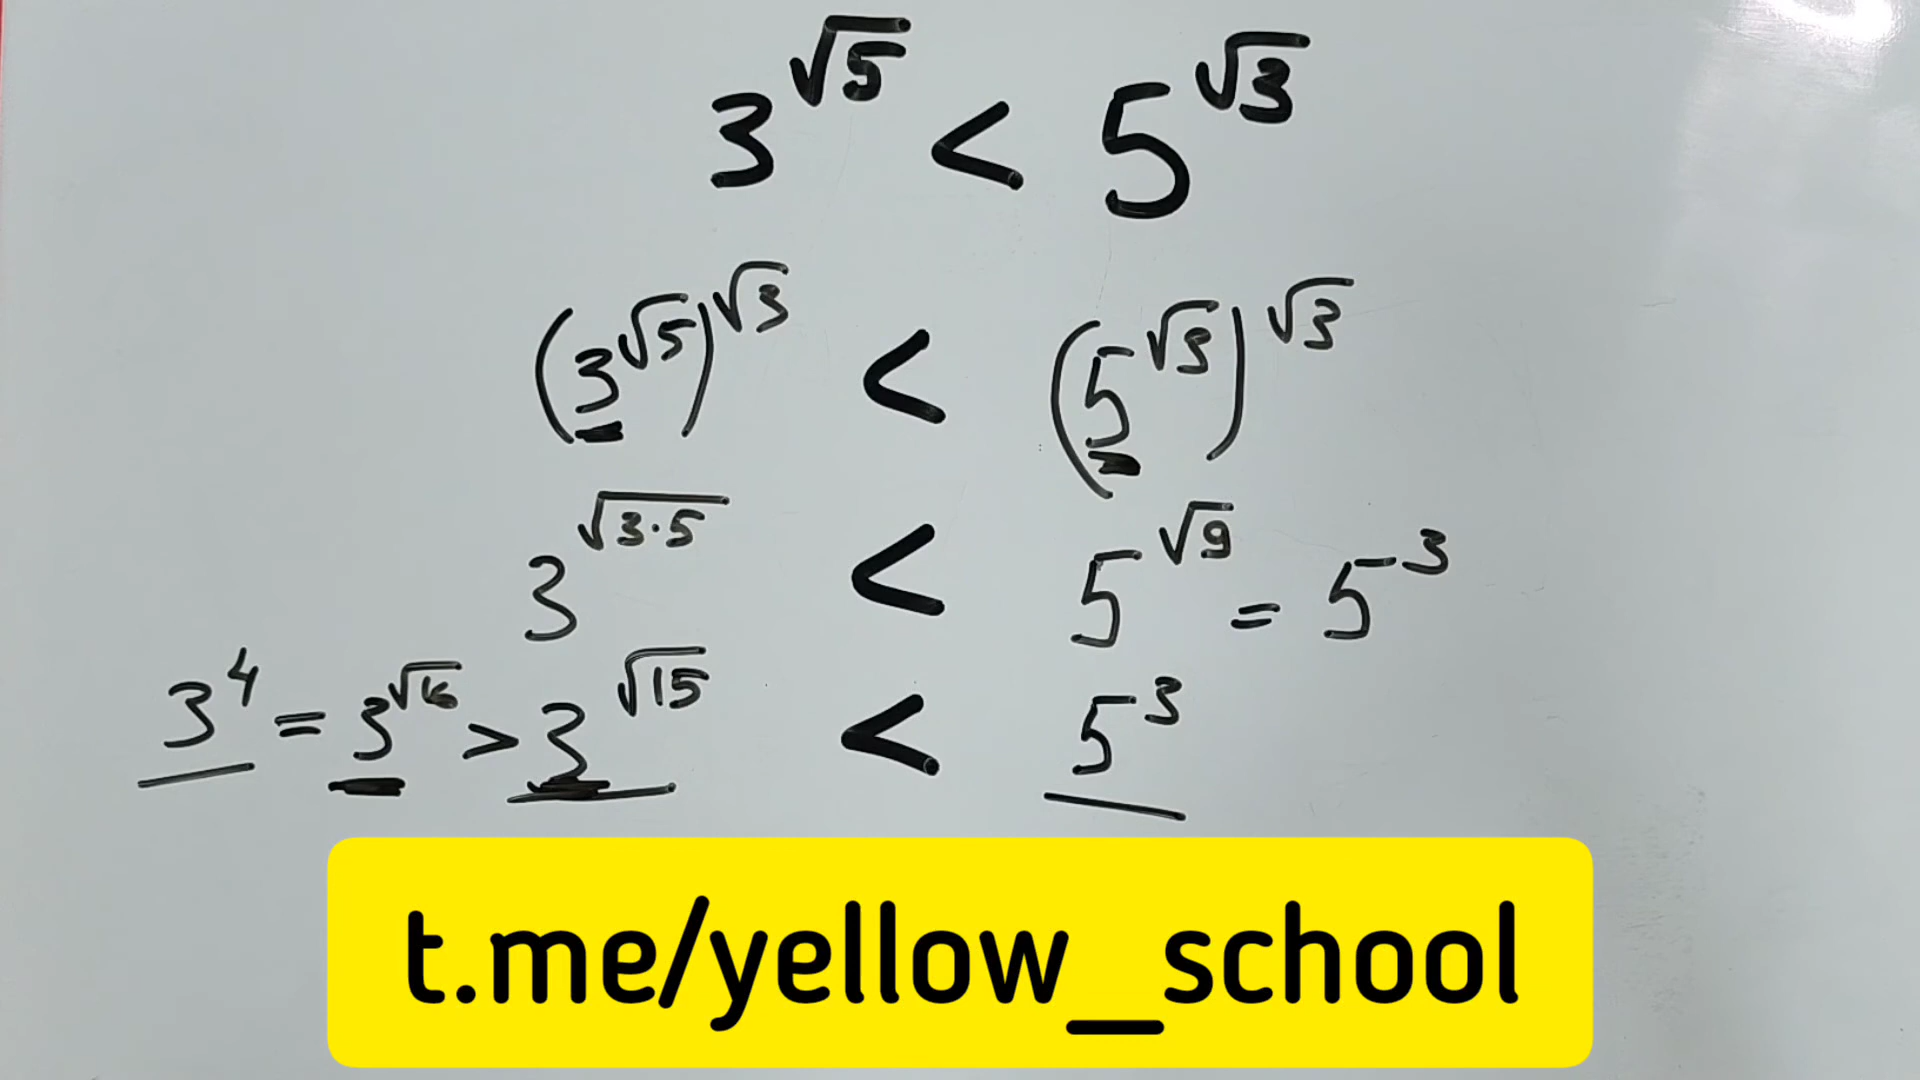 3^√5 < 5^√3
(3^√5)^√3 < (5^√3)^√3
3^√(3·5) < 5^√9 = 5^3
3^4 = 3^√16 > 3^√15 < 5^3
t.me/yellow_school